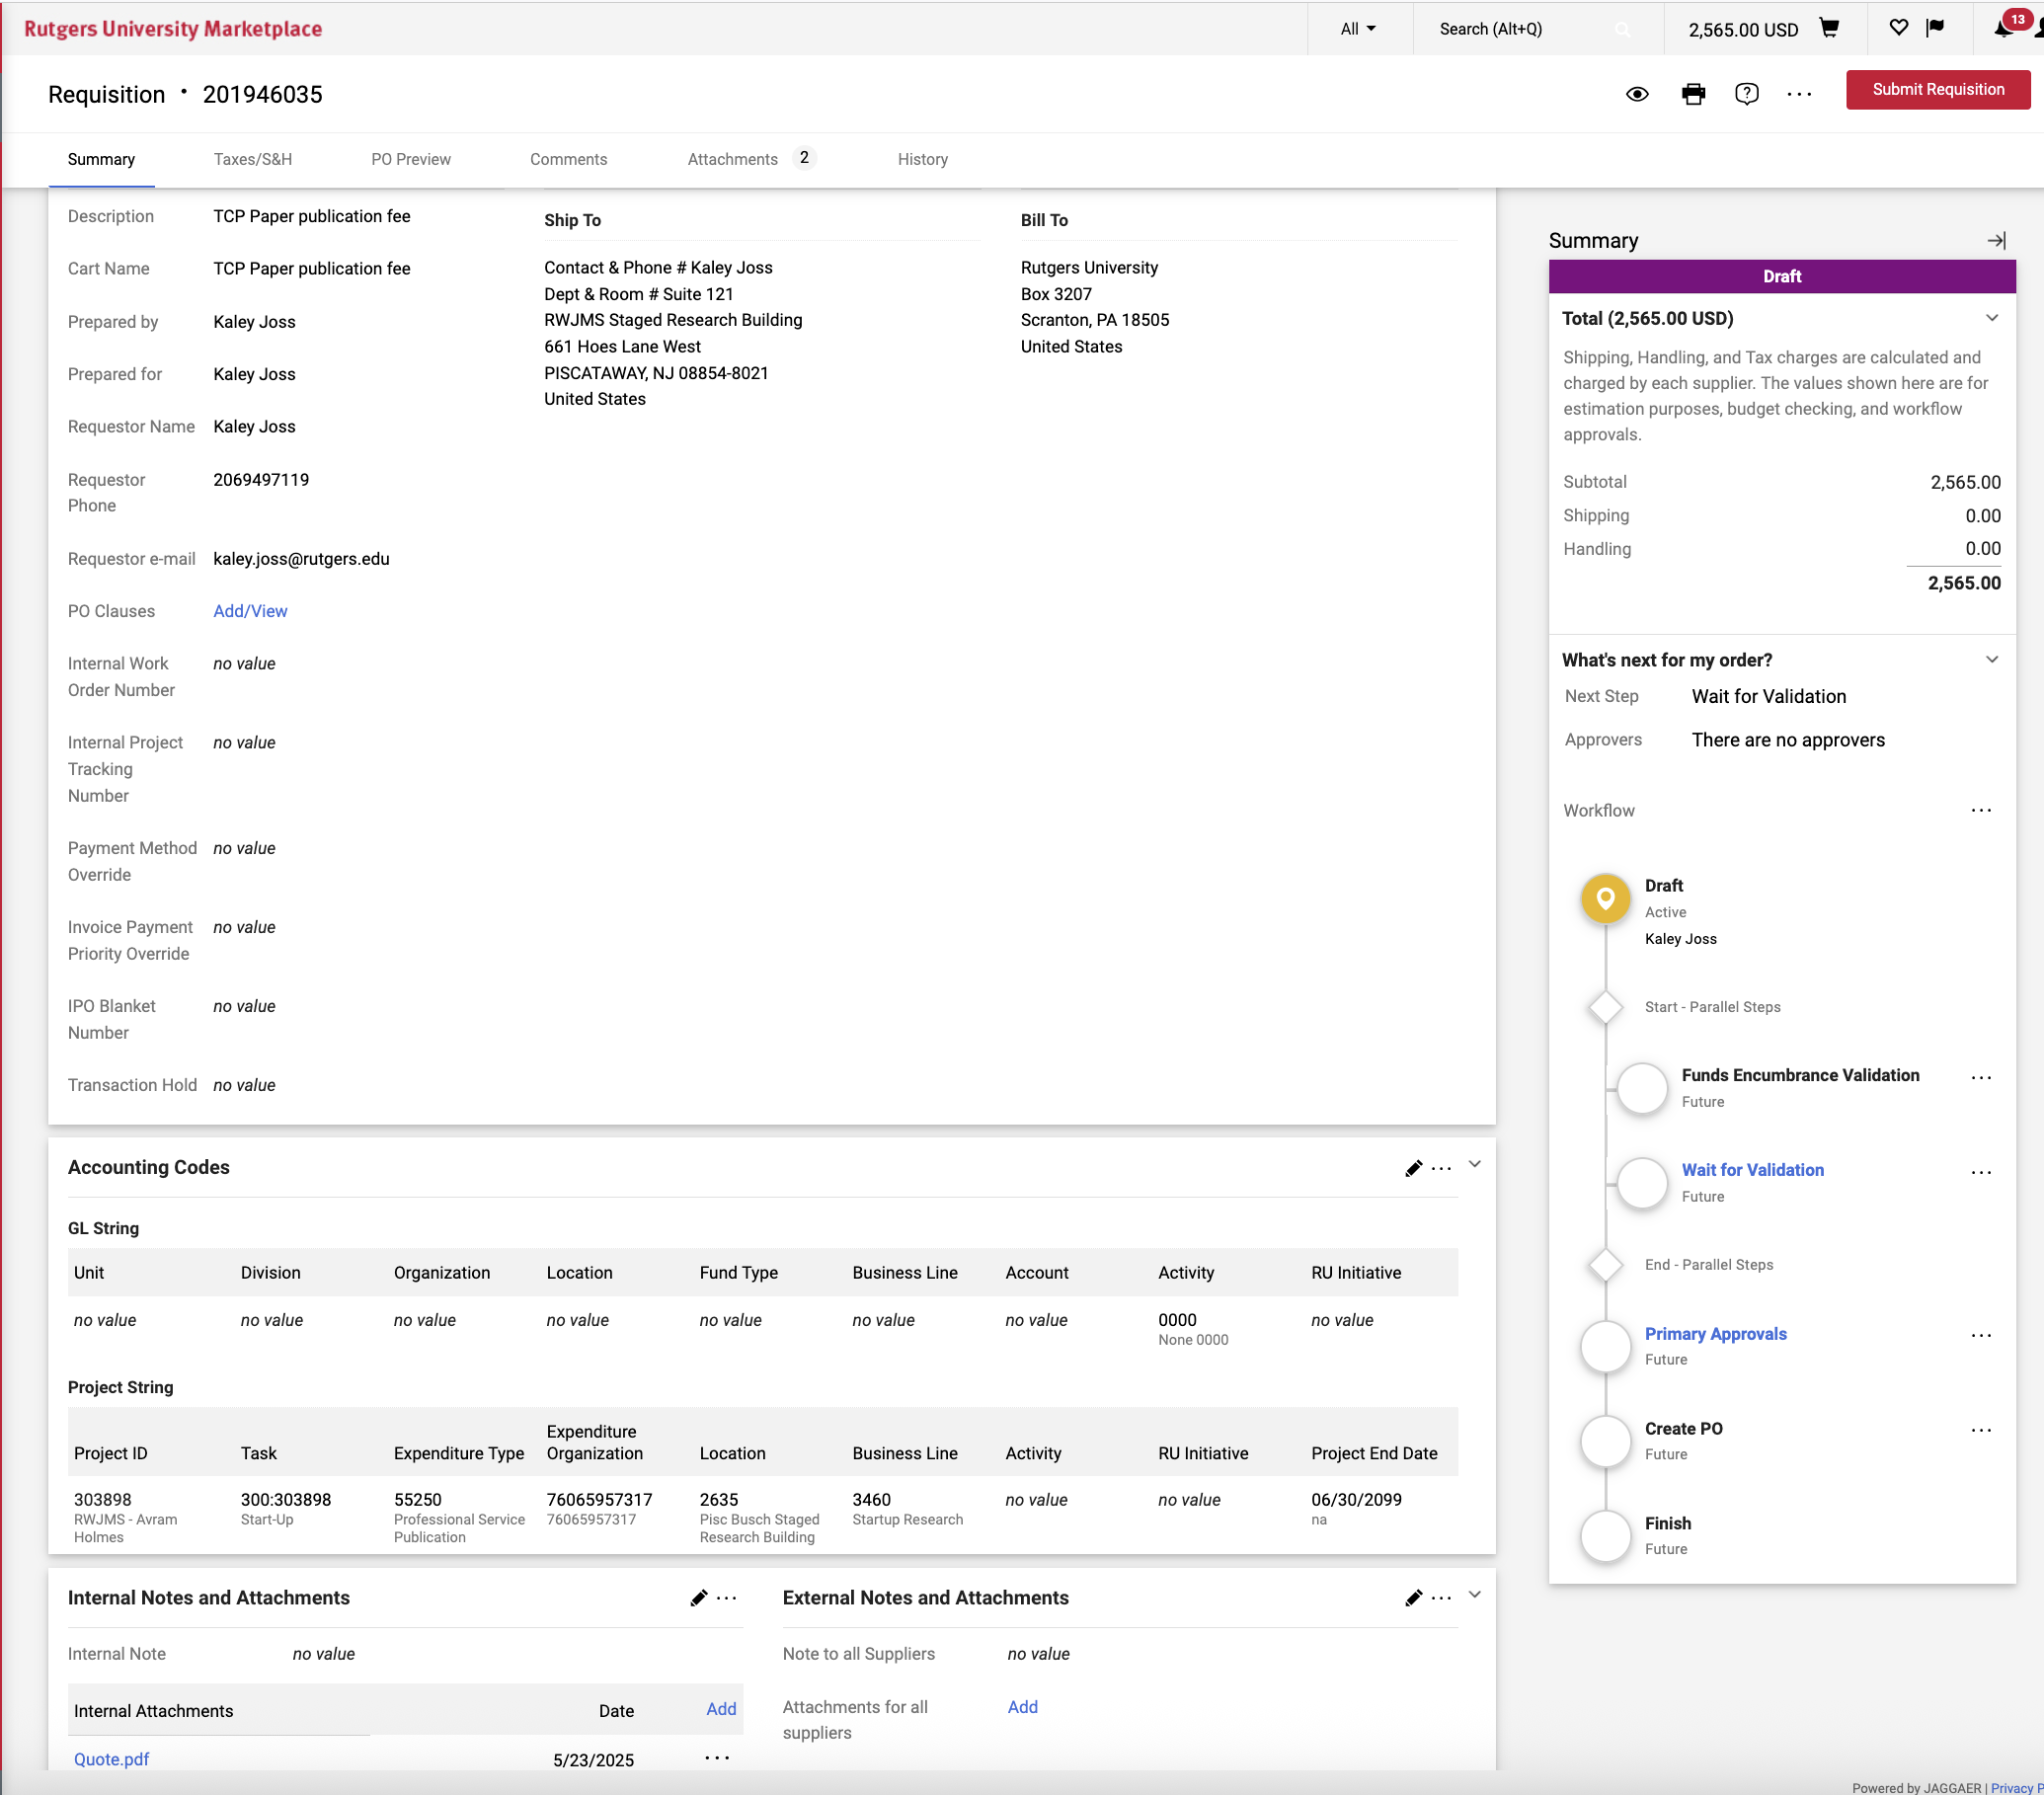 Rutgers University Marketplace
All
Search (Alt+Q)
2,565.00 USD
13
Requisition • 201946035
Submit Requisition
Summary
Taxes/S&H
PO Preview
Comments
Attachments 2
History
Description TCP Paper publication fee
Cart Name TCP Paper publication fee
Prepared by Kaley Joss
Prepared for Kaley Joss
Requestor Name Kaley Joss
Requestor
Phone
2069497119
Requestor e-mail kaley.joss@rutgers.edu
PO Clauses Add/View
Internal Work
Order Number
no value
Internal Project
Tracking
Number
no value
Payment Method
Override
no value
Invoice Payment
Priority Override
no value
IPO Blanket
Number
no value
Transaction Hold no value
Ship To
Contact & Phone # Kaley Joss
Dept & Room # Suite 121
RWJMS Staged Research Building
661 Hoes Lane West
PISCATAWAY, NJ 08854-8021
United States
Bill To
Rutgers University
Box 3207
Scranton, PA 18505
United States
Accounting Codes
GL String
Unit Division Organization Location Fund Type Business Line Account Activity RU Initiative
no value no value no value no value no value no value no value 0000 no value
None 0000
Project String
Project ID Task Expenditure Type Expenditure Organization Location Business Line Activity RU Initiative Project End Date
303898 300:303898 55250 76065957317 2635 3460 no value no value 06/30/2099
RWJMS - Avram Start-Up Professional Service 76065957317 Pisc Busch Staged Startup Research na
Holmes Publication Research Building
Internal Notes and Attachments
Internal Note no value
Internal Attachments Date Add
Quote.pdf 5/23/2025
External Notes and Attachments
Note to all Suppliers no value
Attachments for all
suppliers
Add
Summary
Draft
Total (2,565.00 USD)
Shipping, Handling, and Tax charges are calculated and
charged by each supplier. The values shown here are for
estimation purposes, budget checking, and workflow
approvals.
Subtotal 2,565.00
Shipping 0.00
Handling 0.00
2,565.00
What's next for my order?
Next Step Wait for Validation
Approvers There are no approvers
Workflow
Draft
Active
Kaley Joss
Start - Parallel Steps
Funds Encumbrance Validation
Future
Wait for Validation
Future
End - Parallel Steps
Primary Approvals
Future
Create PO
Future
Finish
Future
Powered by JAGGAER | Privacy P